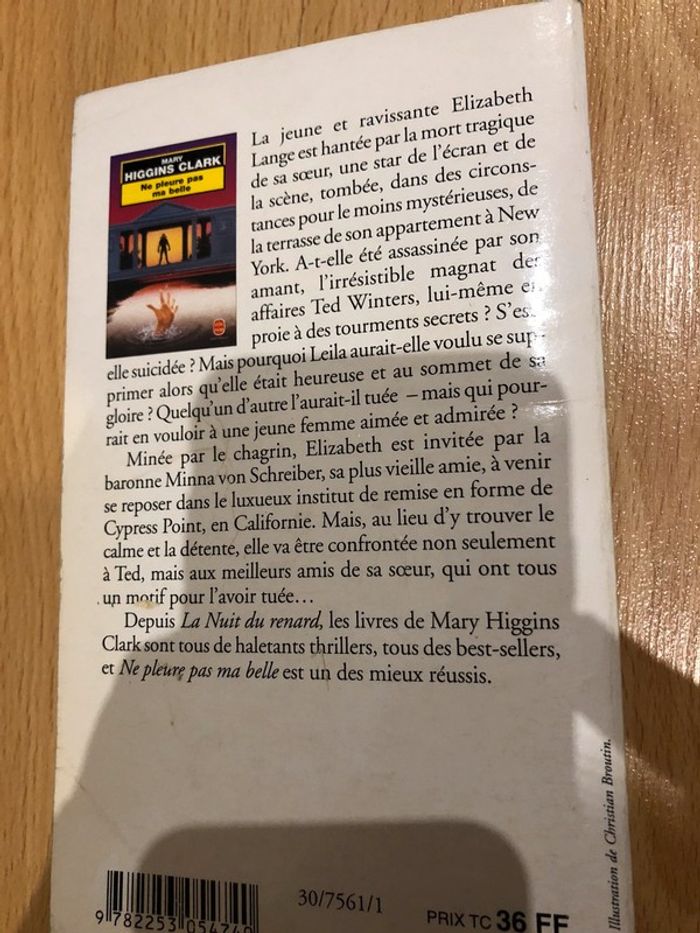 MARY
HIGGINS CLARK
Ne pleure pas
ma belle
La jeune et ravissante Elizabeth
Lange est hantée par la mort tragique
de sa sœur, une star de l'écran et de
la scène, tombée, dans des circons-
tances pour le moins mystérieuses, de
la terrasse de son appartement à New
York. A-t-elle été assassinée par son
amant, l'irrésistible magnat des
affaires Ted Winters, lui-même en
proie à des tourments secrets ? S'est-
elle suicidée ? Mais pourquoi Leila aurait-elle voulu se sup-
primer alors qu'elle était heureuse et au sommet de sa
gloire ? Quelqu'un d'autre l'aurait-il tuée – mais qui pour-
rait en vouloir à une jeune femme aimée et admirée ?
Minée par le chagrin, Elizabeth est invitée par la
baronne Minna von Schreiber, sa plus vieille amie, à venir
se reposer dans le luxueux institut de remise en forme de
Cypress Point, en Californie. Mais, au lieu d'y trouver le
calme et la détente, elle va être confrontée non seulement
à Ted, mais aux meilleurs amis de sa sœur, qui ont tous
un motif pour l'avoir tuée…
Depuis La Nuit du renard, les livres de Mary Higgins
Clark sont tous de haletants thrillers, tous des best-sellers,
et Ne pleure pas ma belle est un des mieux réussis.
Illustration de Christian Broutin.
30/7561/1
PRIX TC 36 FF
9 782253 054740